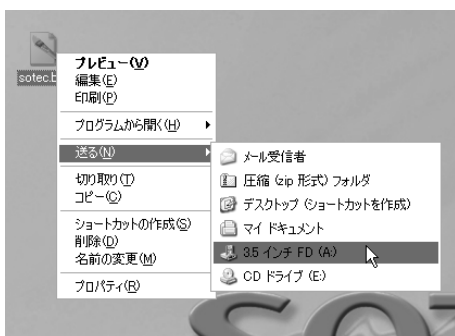 sotec.b
プレビュー(V)
編集(E)
印刷(P)
プログラムから開く(H)
送る(N)
切り取り(T)
コピー(C)
ショートカットの作成(S)
削除(D)
名前の変更(M)
プロパティ(R)
メール受信者
圧縮 (zip 形式) フォルダ
デスクトップ (ショートカットを作成)
マイ ドキュメント
3.5 インチ FD (A:)
CD ドライブ (E:)
SOT